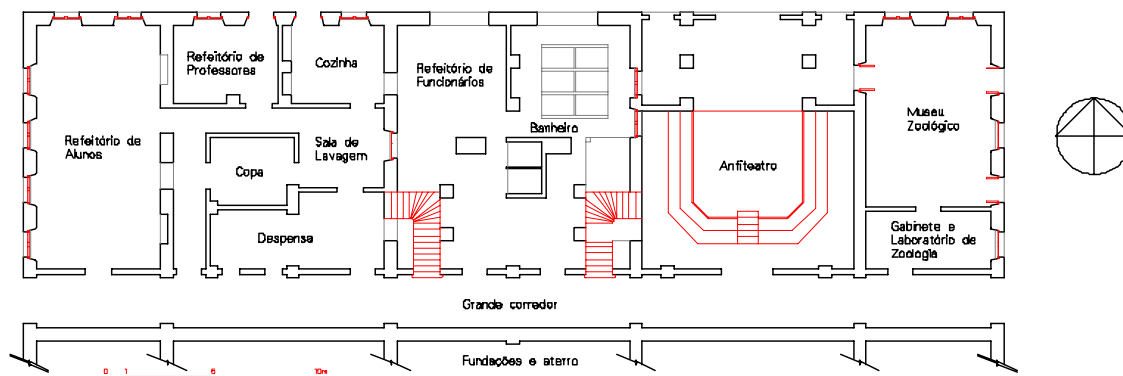 Refeitório de
Professores
Cozinha
Refeitório de
Funcionários
Banheiro
Museu
Zoológico
Refeitório de
Alunos
Sala de
Lavagem
Copa
Anfiteatro
Despensa
Gabinete e
Laboratório de
Zoologia
Grande corredor
Fundações e aterro
0 1 5 10m